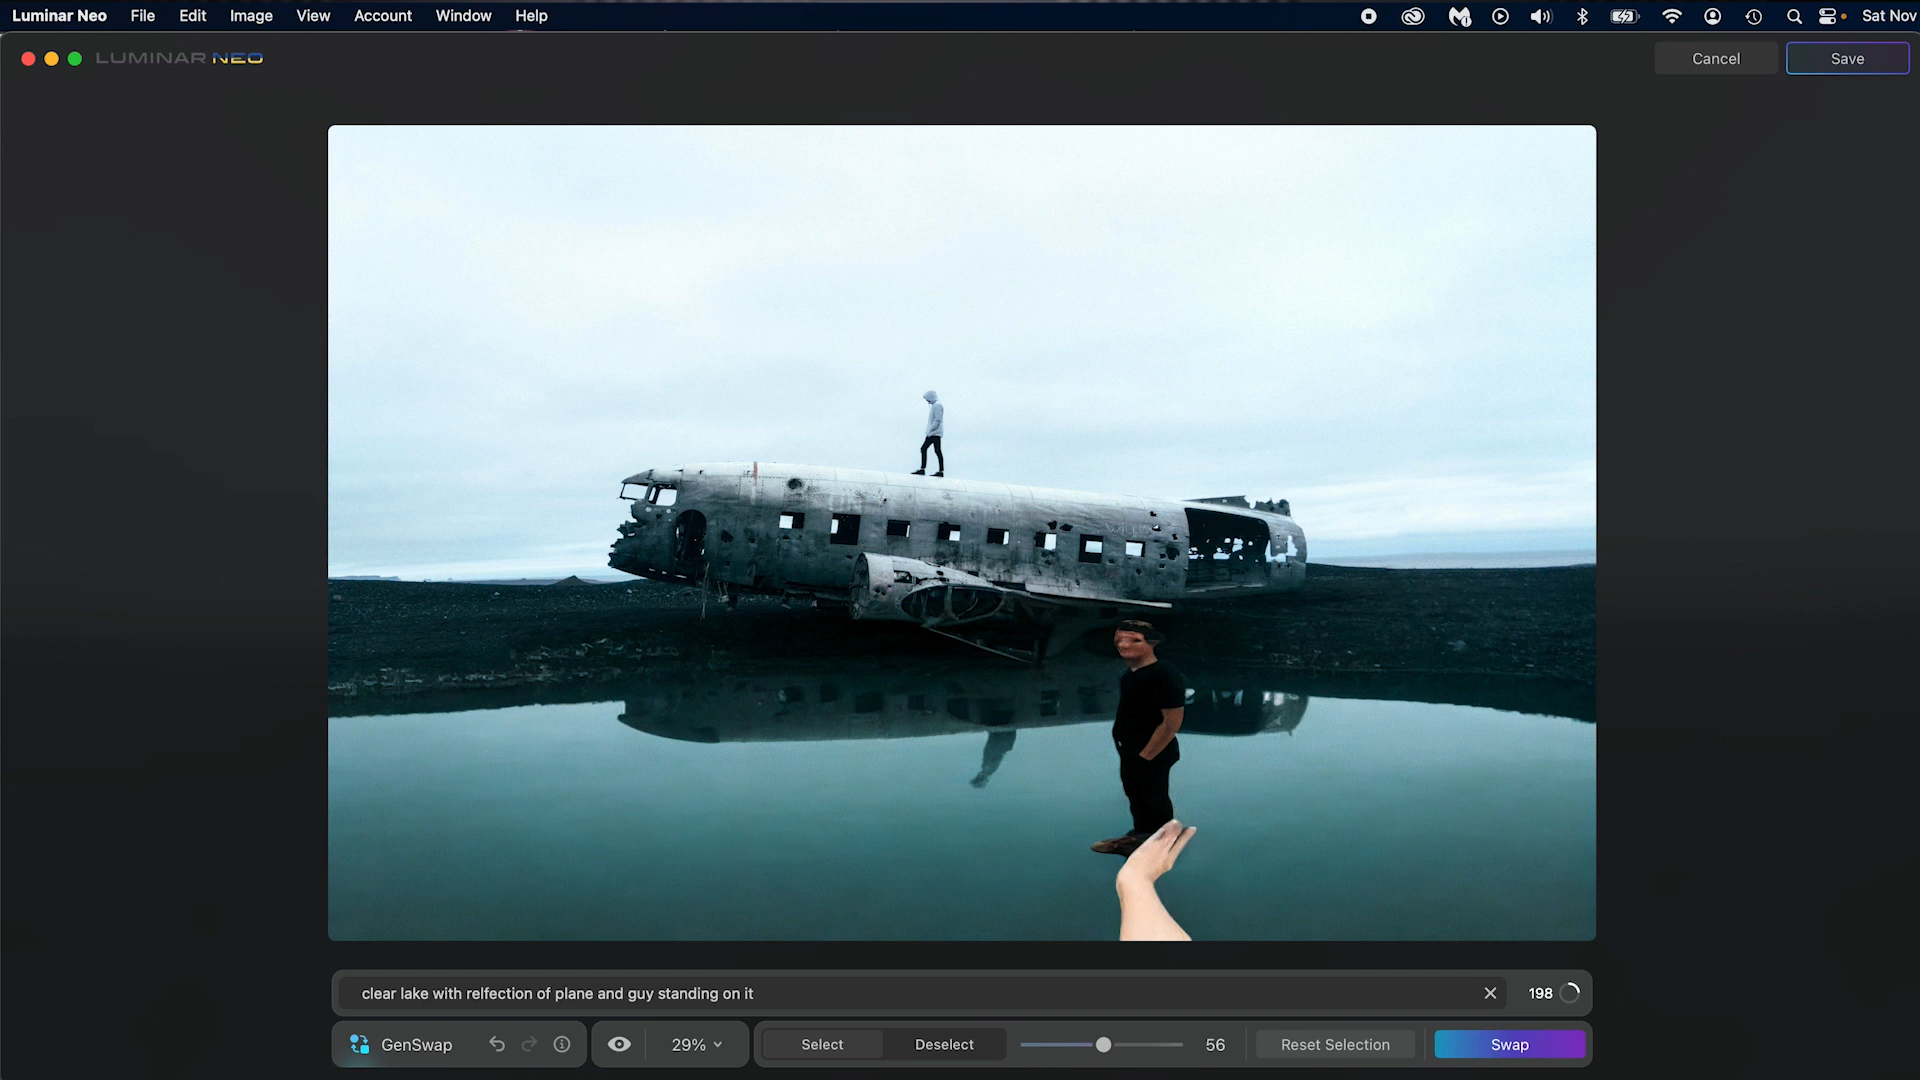 Luminar Neo File Edit Image View Account Window Help Sat Nov
LUMINAR NEO Cancel Save
clear lake with relfection of plane and guy standing on it 198
GenSwap 29% Select Deselect 56 Reset Selection Swap